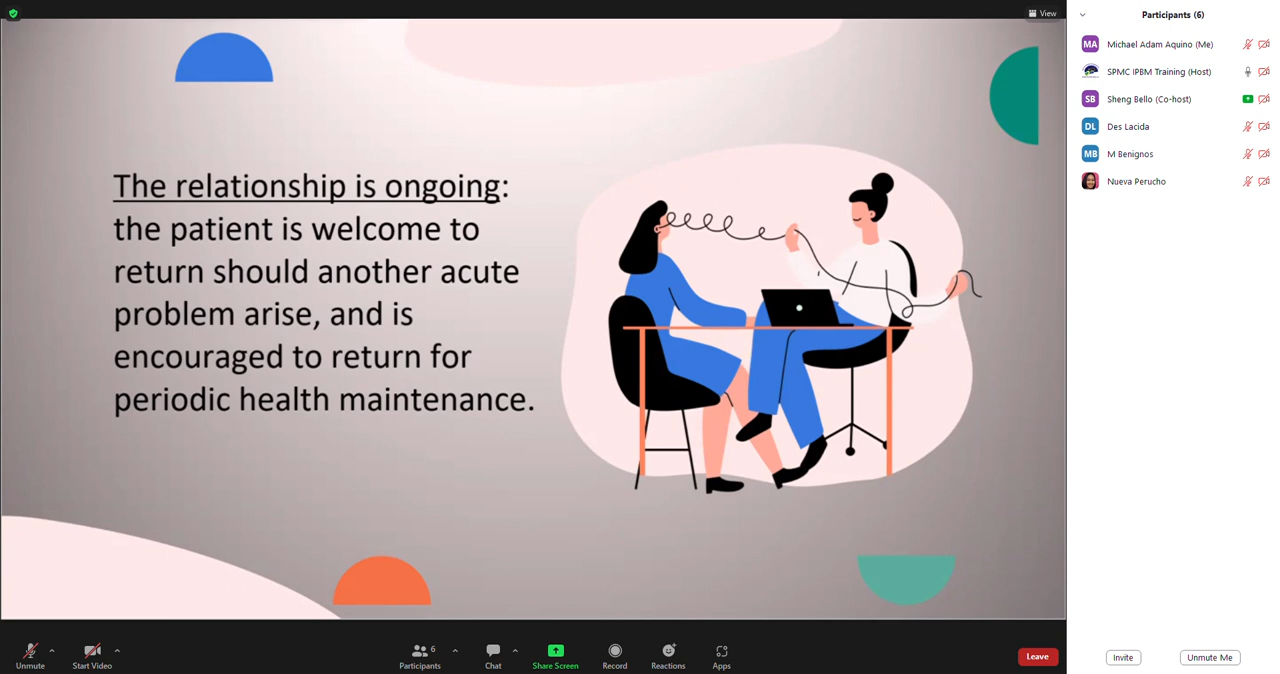 View
The relationship is ongoing:
the patient is welcome to
return should another acute
problem arise, and is
encouraged to return for
periodic health maintenance.
Participants (6)
MA Michael Adam Aquino (Me)
SPMC IPBM Training (Host)
SB Sheng Bello (Co-host)
DL Des Lacida
MB M Benignos
Nueva Perucho
Unmute Start Video Participants 6 Chat Share Screen Record Reactions Apps Leave
Invite Unmute Me